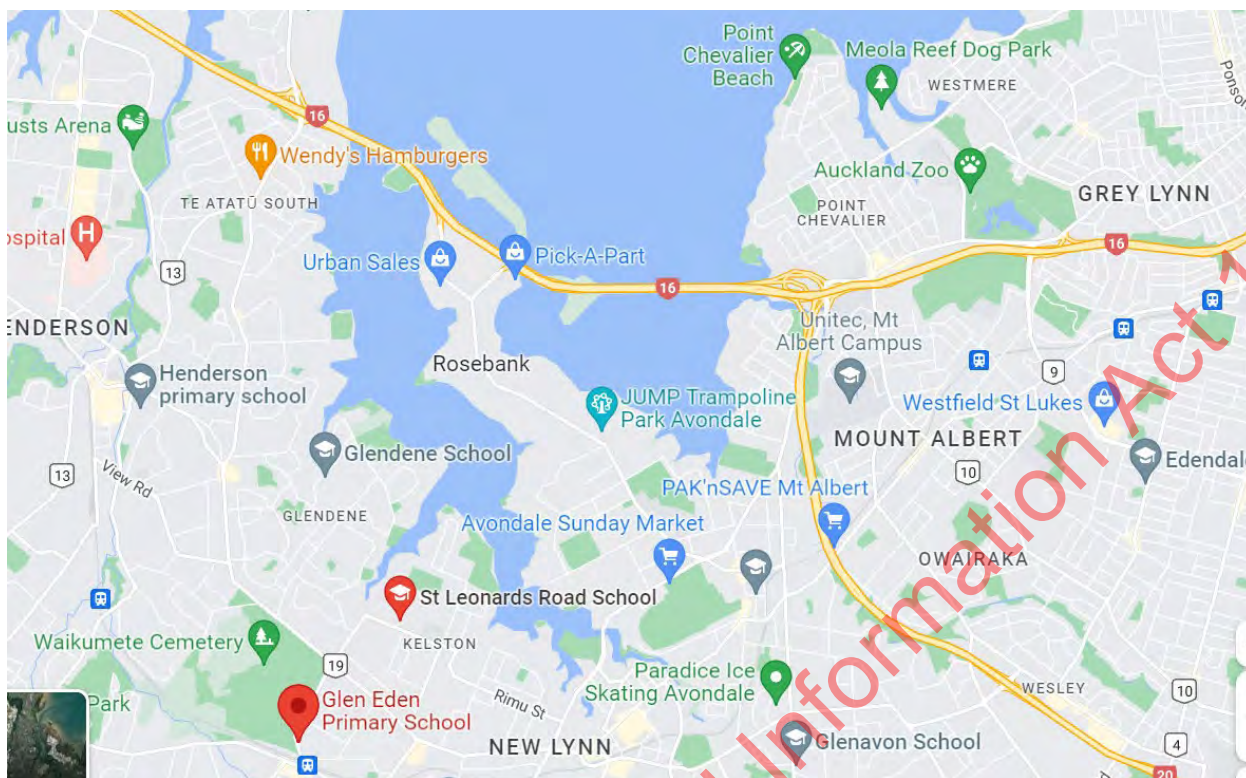 Point
Chevalier
Beach
Meola Reef Dog Park
WESTMERE
Ponsonb
usts Arena
16
Wendy's Hamburgers
Auckland Zoo
TE ATATŪ SOUTH
POINT
CHEVALIER
GREY LYNN
ospital
H
13
Urban Sales
Pick-A-Part
16
16
ENDERSON
Unitec, Mt
Albert Campus
Rosebank
9
Henderson
primary school
JUMP Trampoline
Park Avondale
Westfield St Lukes
MOUNT ALBERT
Glendene School
10
Edendal
13
View Rd
PAK'nSAVE Mt Albert
GLENDENE
Avondale Sunday Market
OWAIRAKA
St Leonards Road School
Waikumete Cemetery
KELSTON
19
Paradice Ice
Skating Avondale
WESLEY
10
Park
Glen Eden
Primary School
Rimu St
NEW LYNN
Glenavon School
4
20
Information Act 1